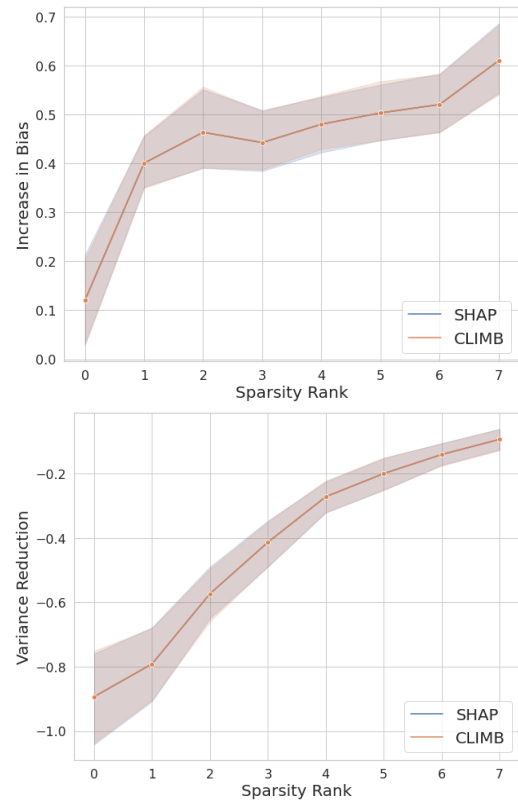 0.7
0.6
0.5
0.4
0.3
0.2
0.1
0.0
Increase in Bias
SHAP
CLIMB
0 1 2 3 4 5 6 7
Sparsity Rank
−0.2
−0.4
−0.6
−0.8
−1.0
Variance Reduction
SHAP
CLIMB
0 1 2 3 4 5 6 7
Sparsity Rank